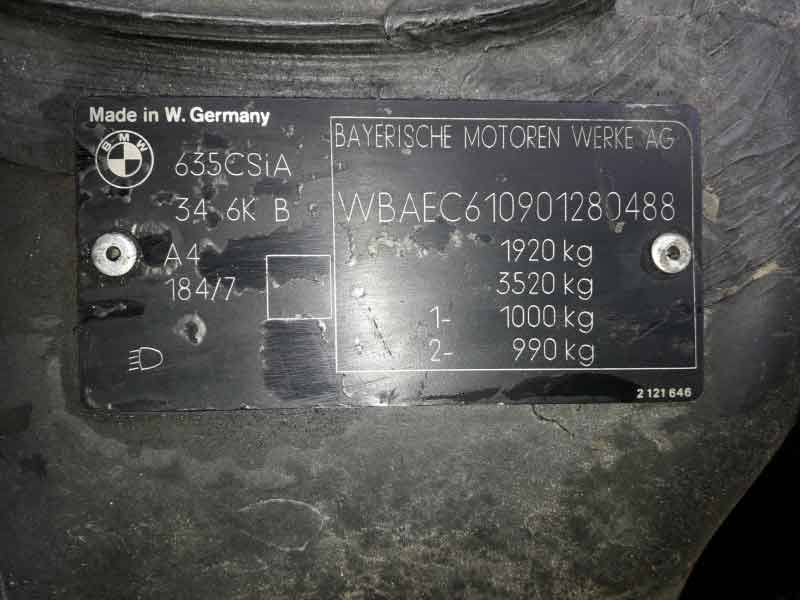 Made in W. Germany
BMW
635CSiA
34 6K B
A4
184/7
BAYERISCHE MOTOREN WERKE AG
WBAEC610901280488
1920 kg
3520 kg
1- 1000 kg
2- 990 kg
2 121 646